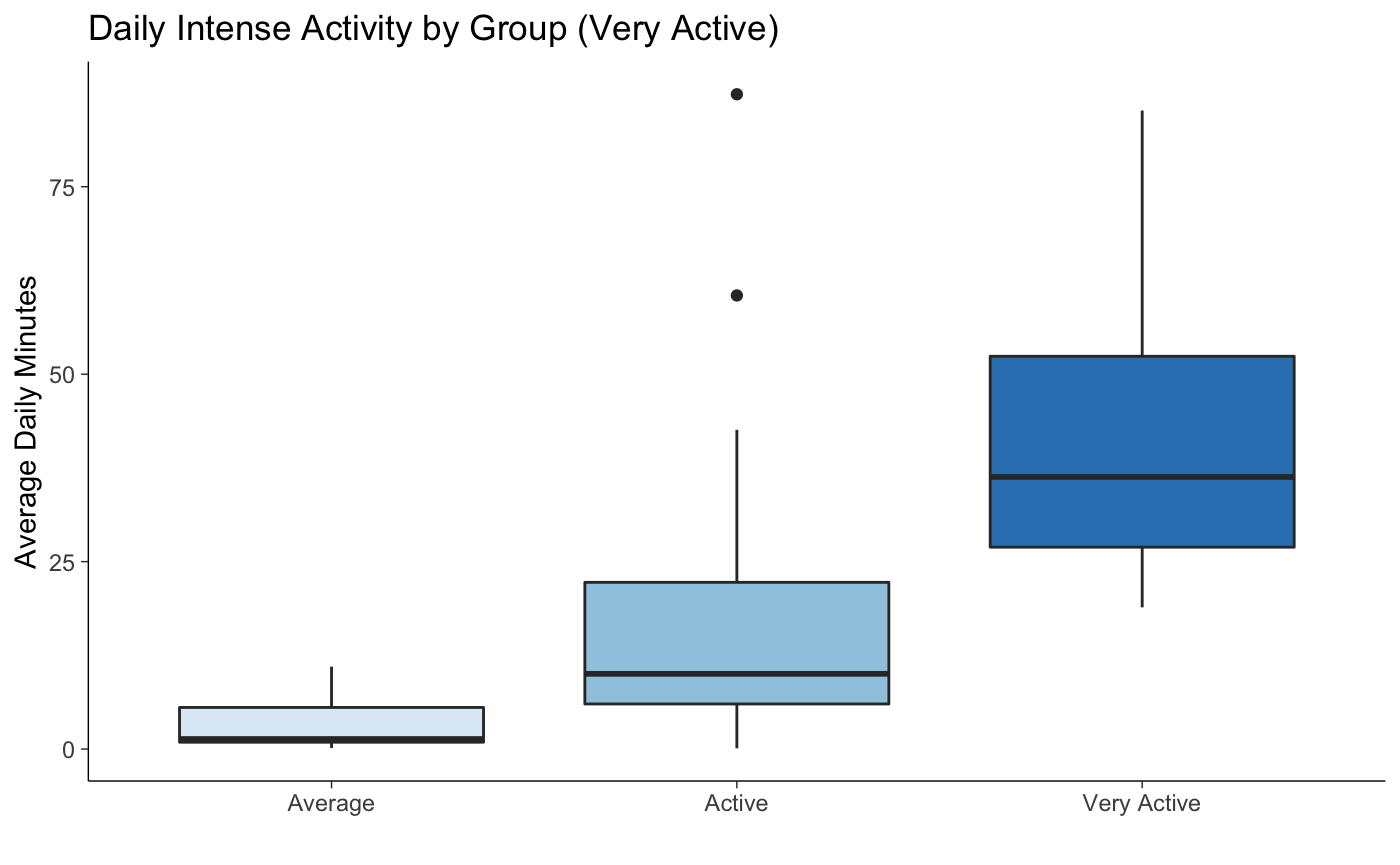 Daily Intense Activity by Group (Very Active)
Average Daily Minutes
75
50
25
0
Average
Active
Very Active